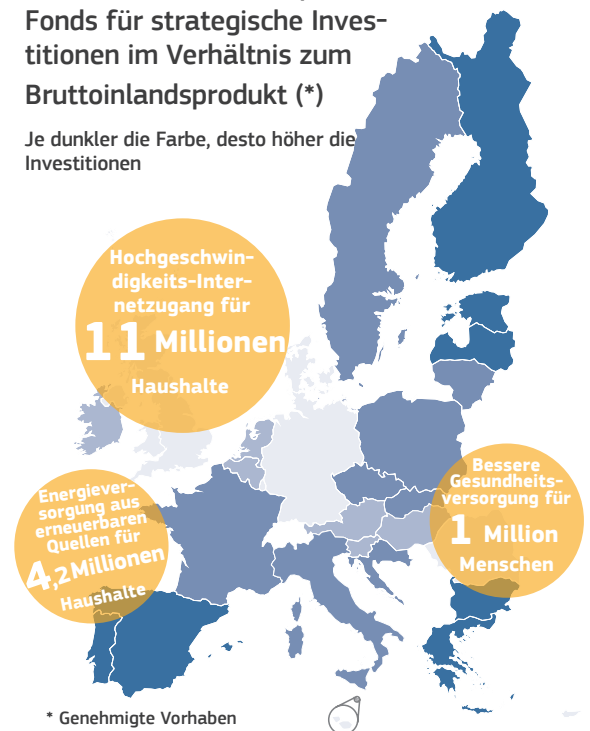 Fonds für strategische Inves-
titionen im Verhältnis zum
Bruttoinlandsprodukt (*)
Je dunkler die Farbe, desto höher die
Investitionen
Hochgeschwin-
digkeits-Inter-
netzugang für
11 Millionen
Haushalte
Energiever-
sorgung aus
erneuerbaren
Quellen für
4,2Millionen
Haushalte
Bessere
Gesundheits-
versorgung für
1 Million
Menschen
* Genehmigte Vorhaben